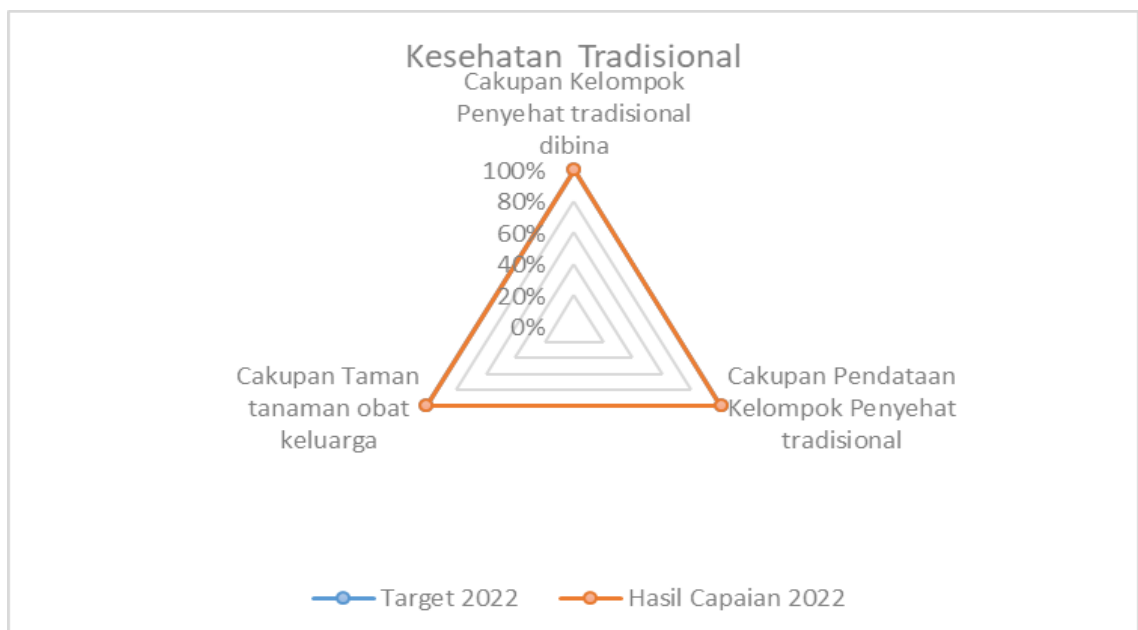 Kesehatan Tradisional
Cakupan Kelompok
Penyehat tradisional
dibina
100%
80%
60%
40%
20%
0%
Cakupan Taman
tanaman obat
keluarga
Cakupan Pendataan
Kelompok Penyehat
tradisional
Target 2022
Hasil Capaian 2022